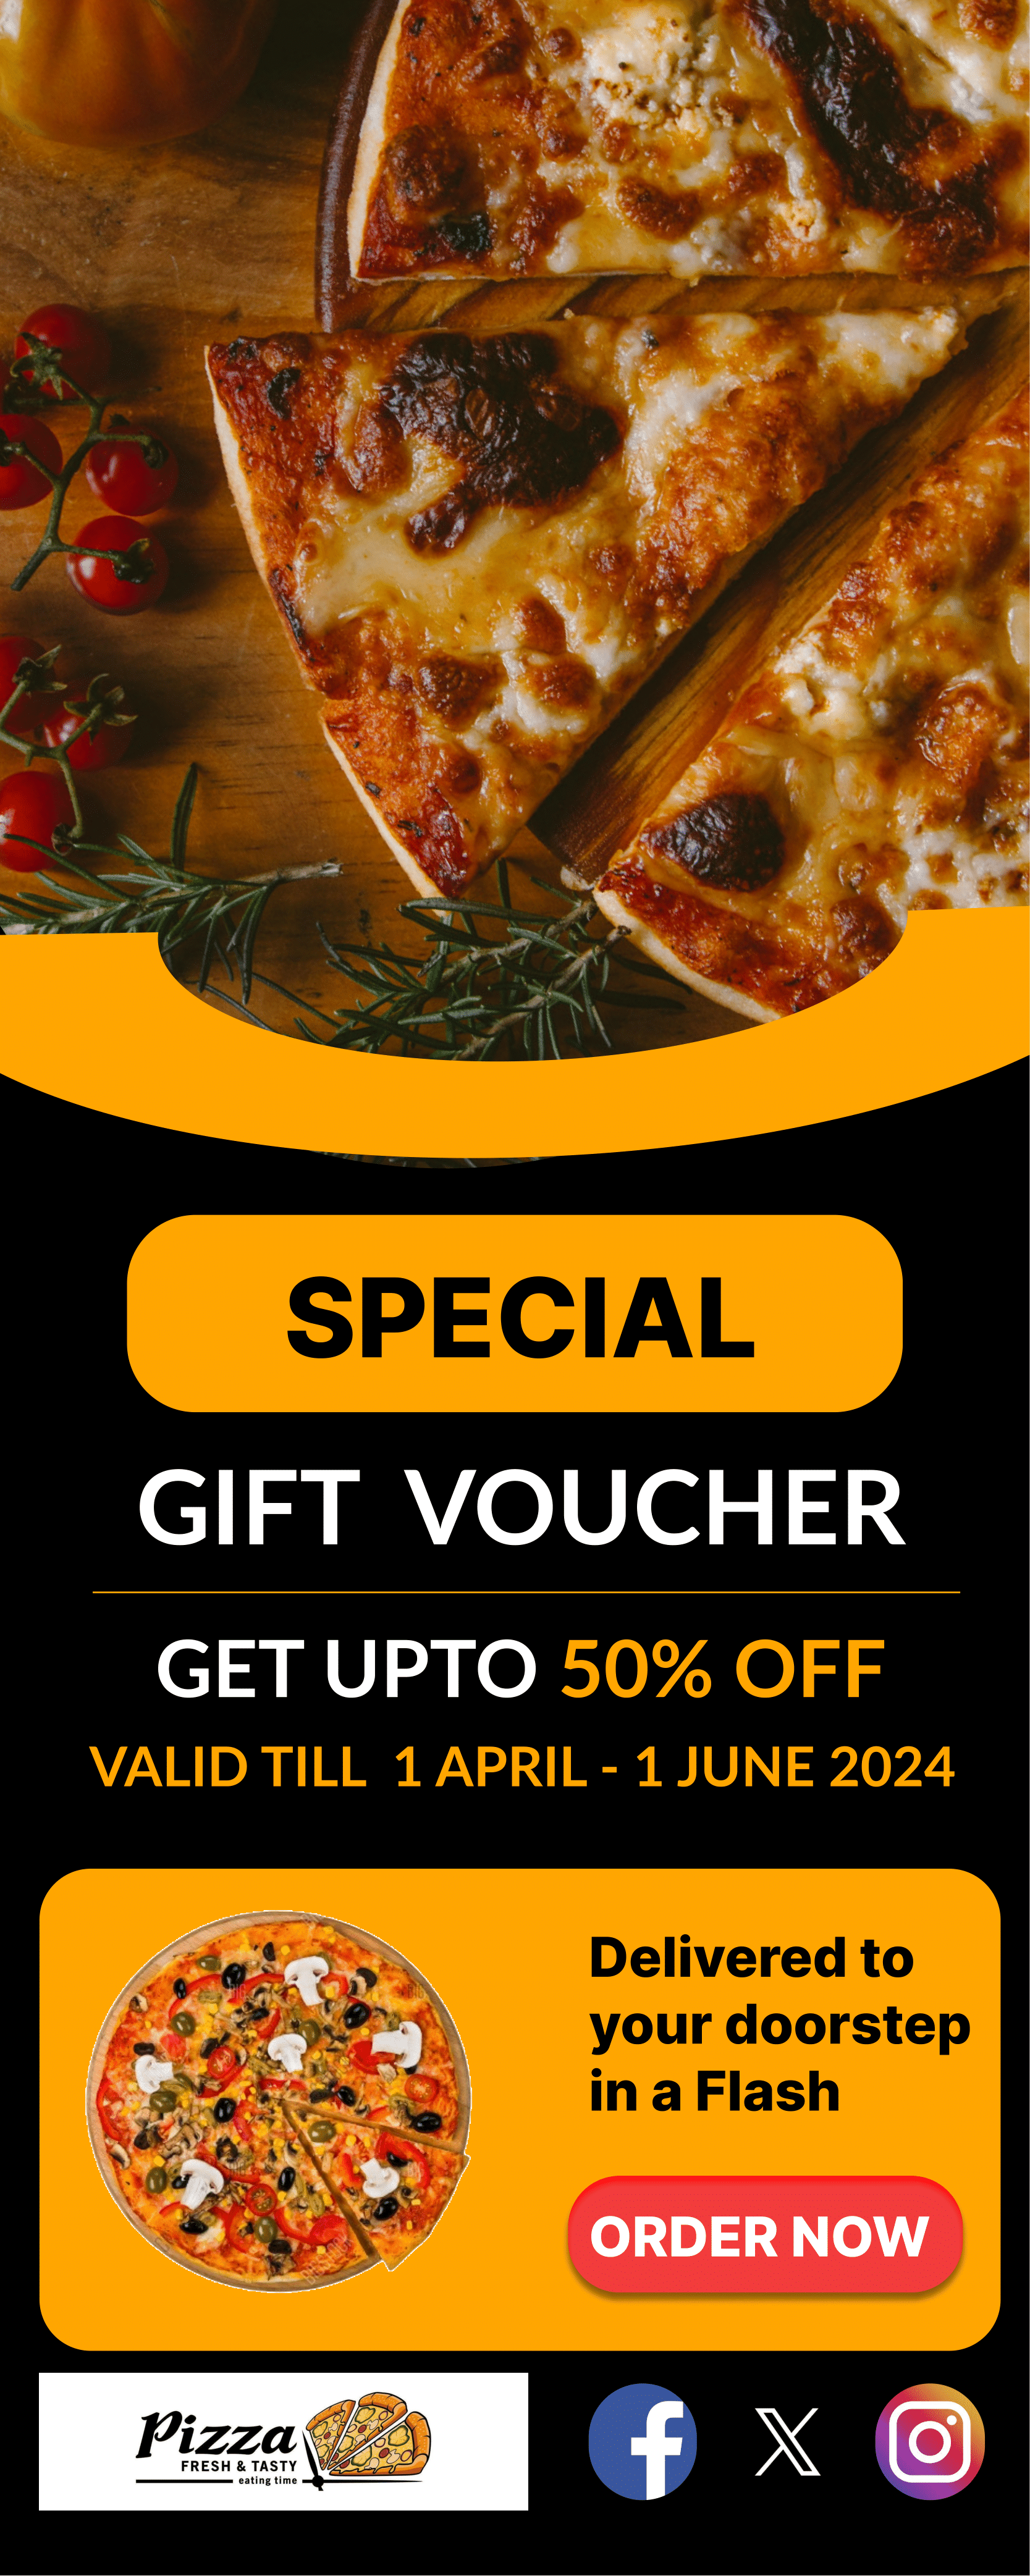 SPECIAL
GIFT VOUCHER
GET UPTO 50% OFF
VALID TILL 1 APRIL - 1 JUNE 2024
Delivered to
your doorstep
in a Flash
ORDER NOW
Pizza
FRESH & TASTY
eating time